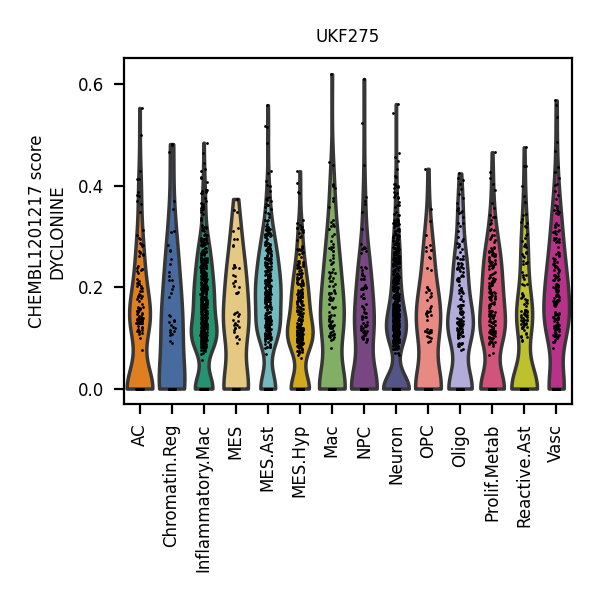 UKF275
CHEMBL1201217 score
DYCLONINE
0.6
0.4
0.2
0.0
AC
Chromatin.Reg
Inflammatory.Mac
MES
MES.Ast
MES.Hyp
Mac
NPC
Neuron
OPC
Oligo
Prolif.Metab
Reactive.Ast
Vasc